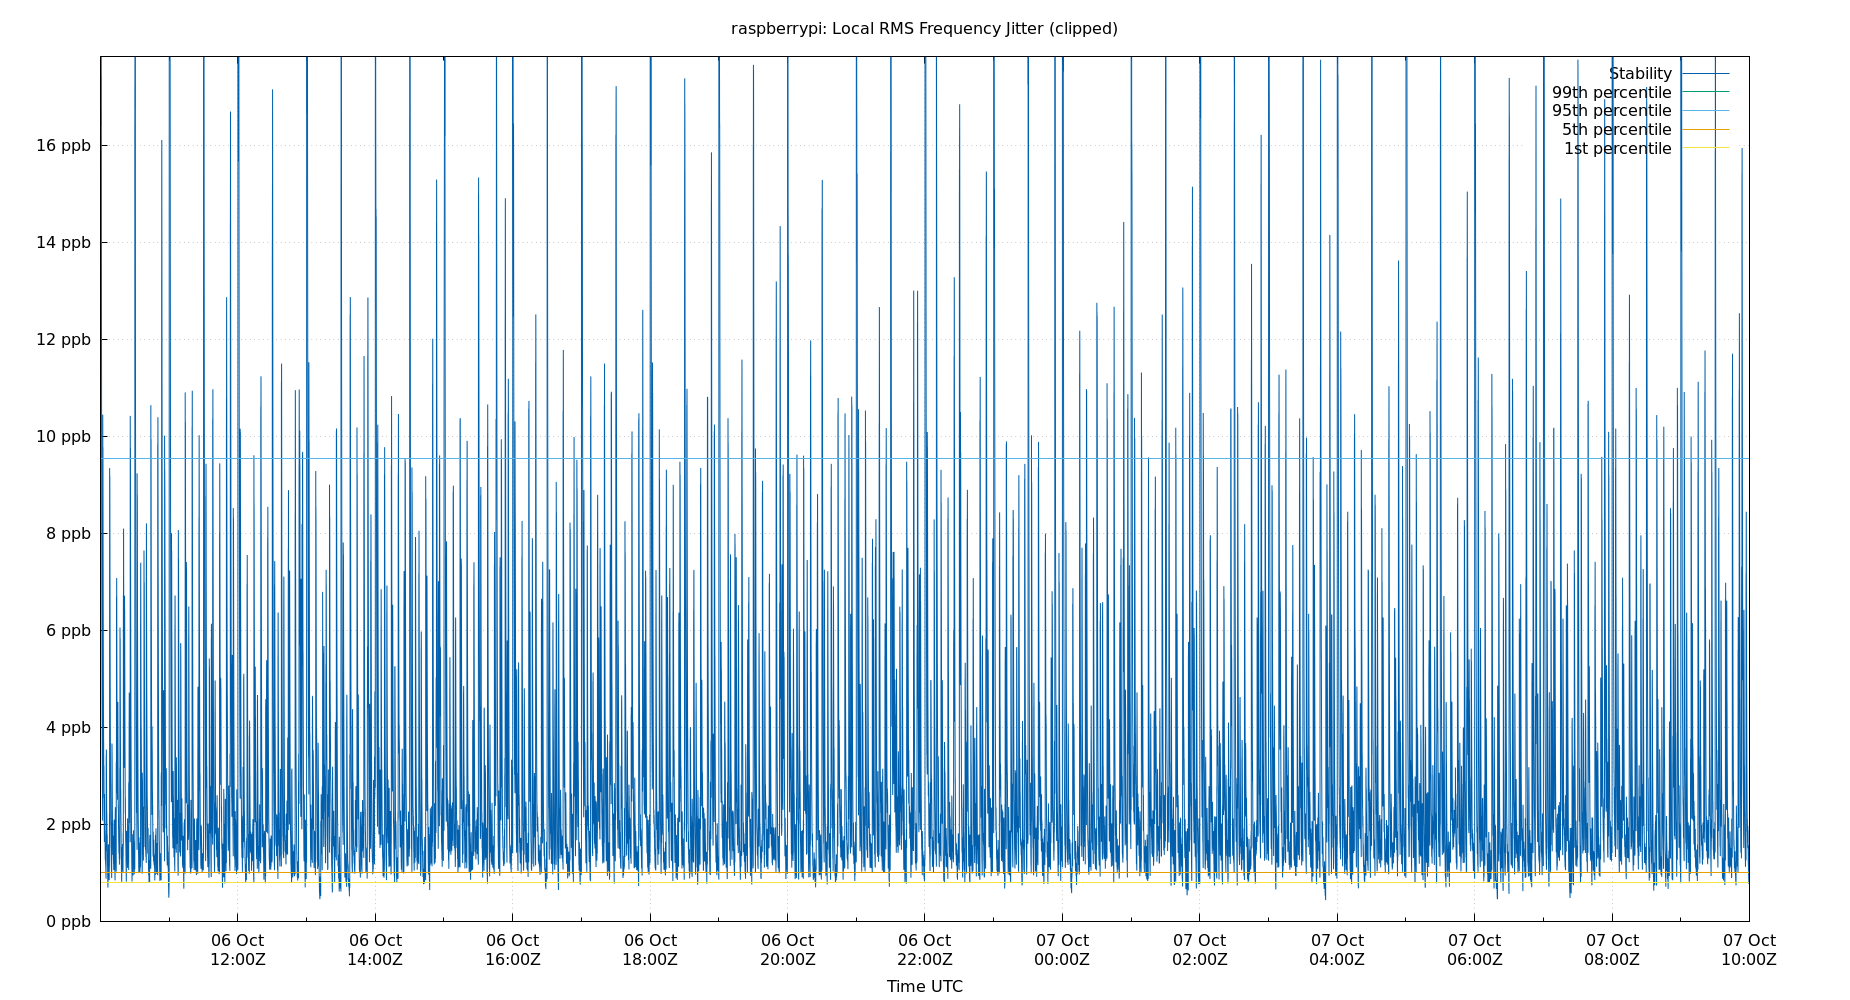 raspberrypi: Local RMS Frequency Jitter (clipped)
Stability
99th percentile
95th percentile
5th percentile
1st percentile
16 ppb
14 ppb
12 ppb
10 ppb
8 ppb
6 ppb
4 ppb
2 ppb
0 ppb
06 Oct 06 Oct 06 Oct 06 Oct 06 Oct 06 Oct 07 Oct 07 Oct 07 Oct 07 Oct 07 Oct 07 Oct
12:00Z 14:00Z 16:00Z 18:00Z 20:00Z 22:00Z 00:00Z 02:00Z 04:00Z 06:00Z 08:00Z 10:00Z
Time UTC